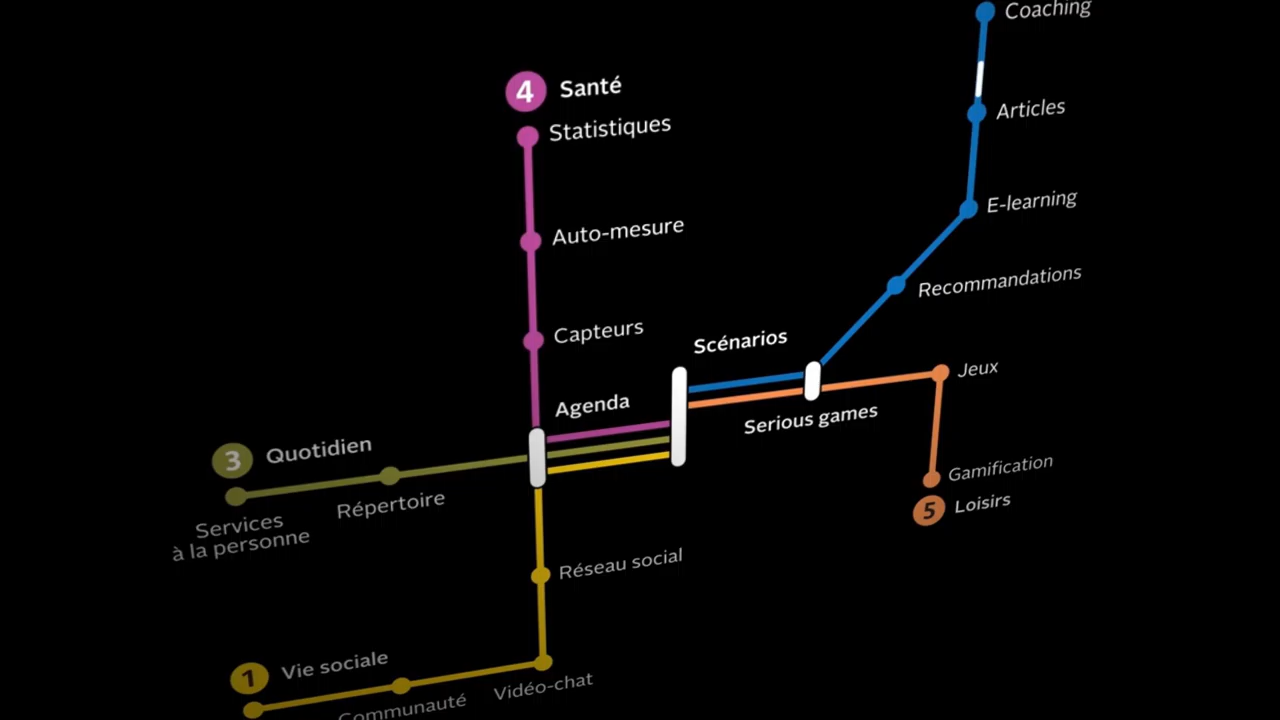 Coaching
4 Santé
Statistiques
Articles
Auto-mesure
E-learning
Recommandations
Capteurs
Scénarios
Jeux
Agenda
Serious games
3 Quotidien
Répertoire
Services
à la personne
Gamification
5 Loisirs
Réseau social
1 Vie sociale
Vidéo-chat
Communauté